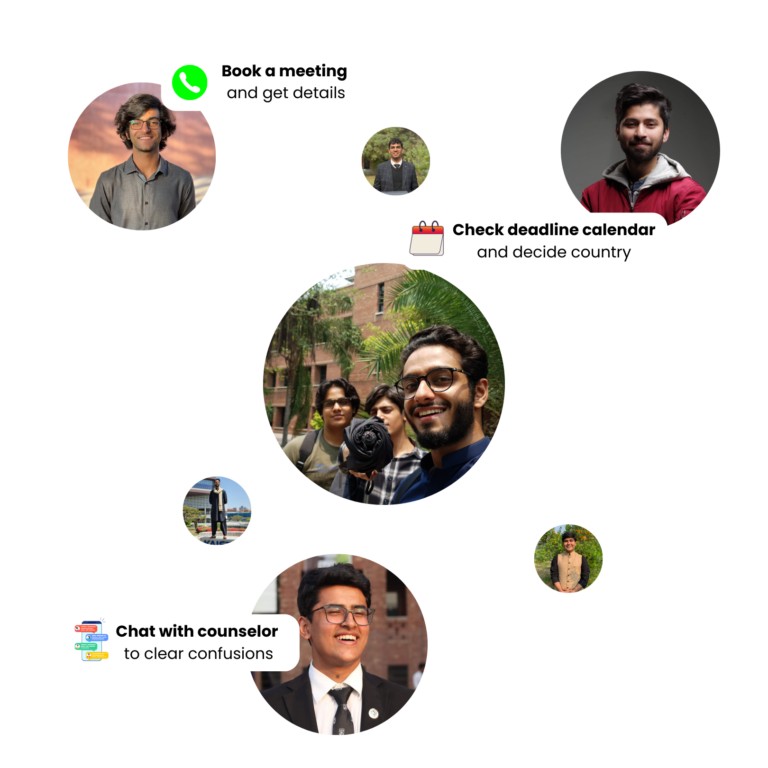 Book a meeting
and get details
Check deadline calendar
and decide country
Chat with counselor
to clear confusions